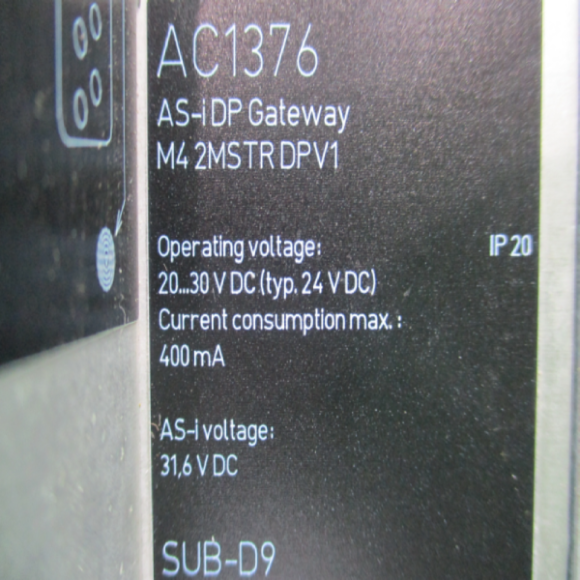 AC1376
AS-i DP Gateway
M4 2MSTR DPV1
Operating voltage: IP 20
20...30 V DC (typ. 24 V DC)
Current consumption max. :
400 mA
AS-i voltage:
31,6 V DC
SUB-D9